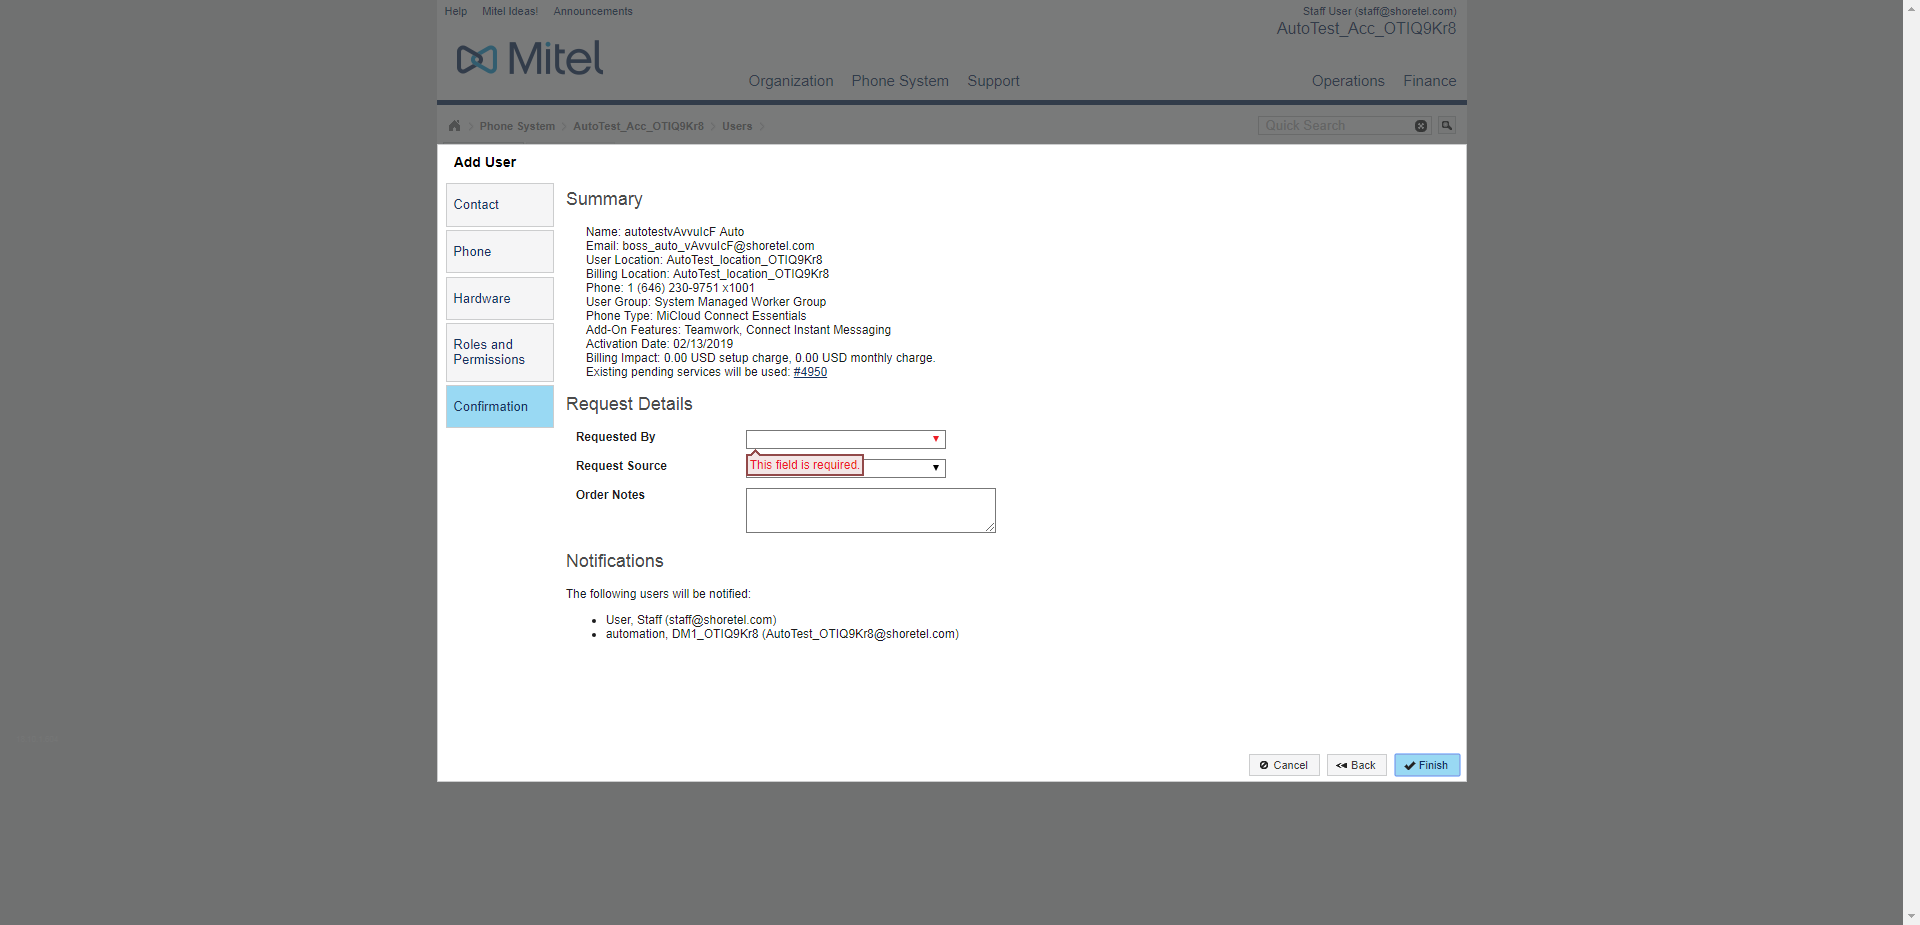 Help Mitel Ideas! Announcements
Staff User (staff@shoretel.com)
AutoTest_Acc_OTIQ9Kr8
Mitel
Organization Phone System Support Operations Finance
Phone System AutoTest_Acc_OTIQ9Kr8 Users
Quick Search
Add User
Contact
Phone
Hardware
Roles and
Permissions
Confirmation
Summary
Name: autotestvAvvuIcF Auto
Email: boss_auto_vAvvuIcF@shoretel.com
User Location: AutoTest_location_OTIQ9Kr8
Billing Location: AutoTest_location_OTIQ9Kr8
Phone: 1 (646) 230-9751 x1001
User Group: System Managed Worker Group
Phone Type: MiCloud Connect Essentials
Add-On Features: Teamwork, Connect Instant Messaging
Activation Date: 02/13/2019
Billing Impact: 0.00 USD setup charge, 0.00 USD monthly charge.
Existing pending services will be used: #4950
Request Details
Requested By
This field is required.
Request Source
Order Notes
Notifications
The following users will be notified:
User, Staff (staff@shoretel.com)
automation, DM1_OTIQ9Kr8 (AutoTest_OTIQ9Kr8@shoretel.com)
Cancel Back Finish